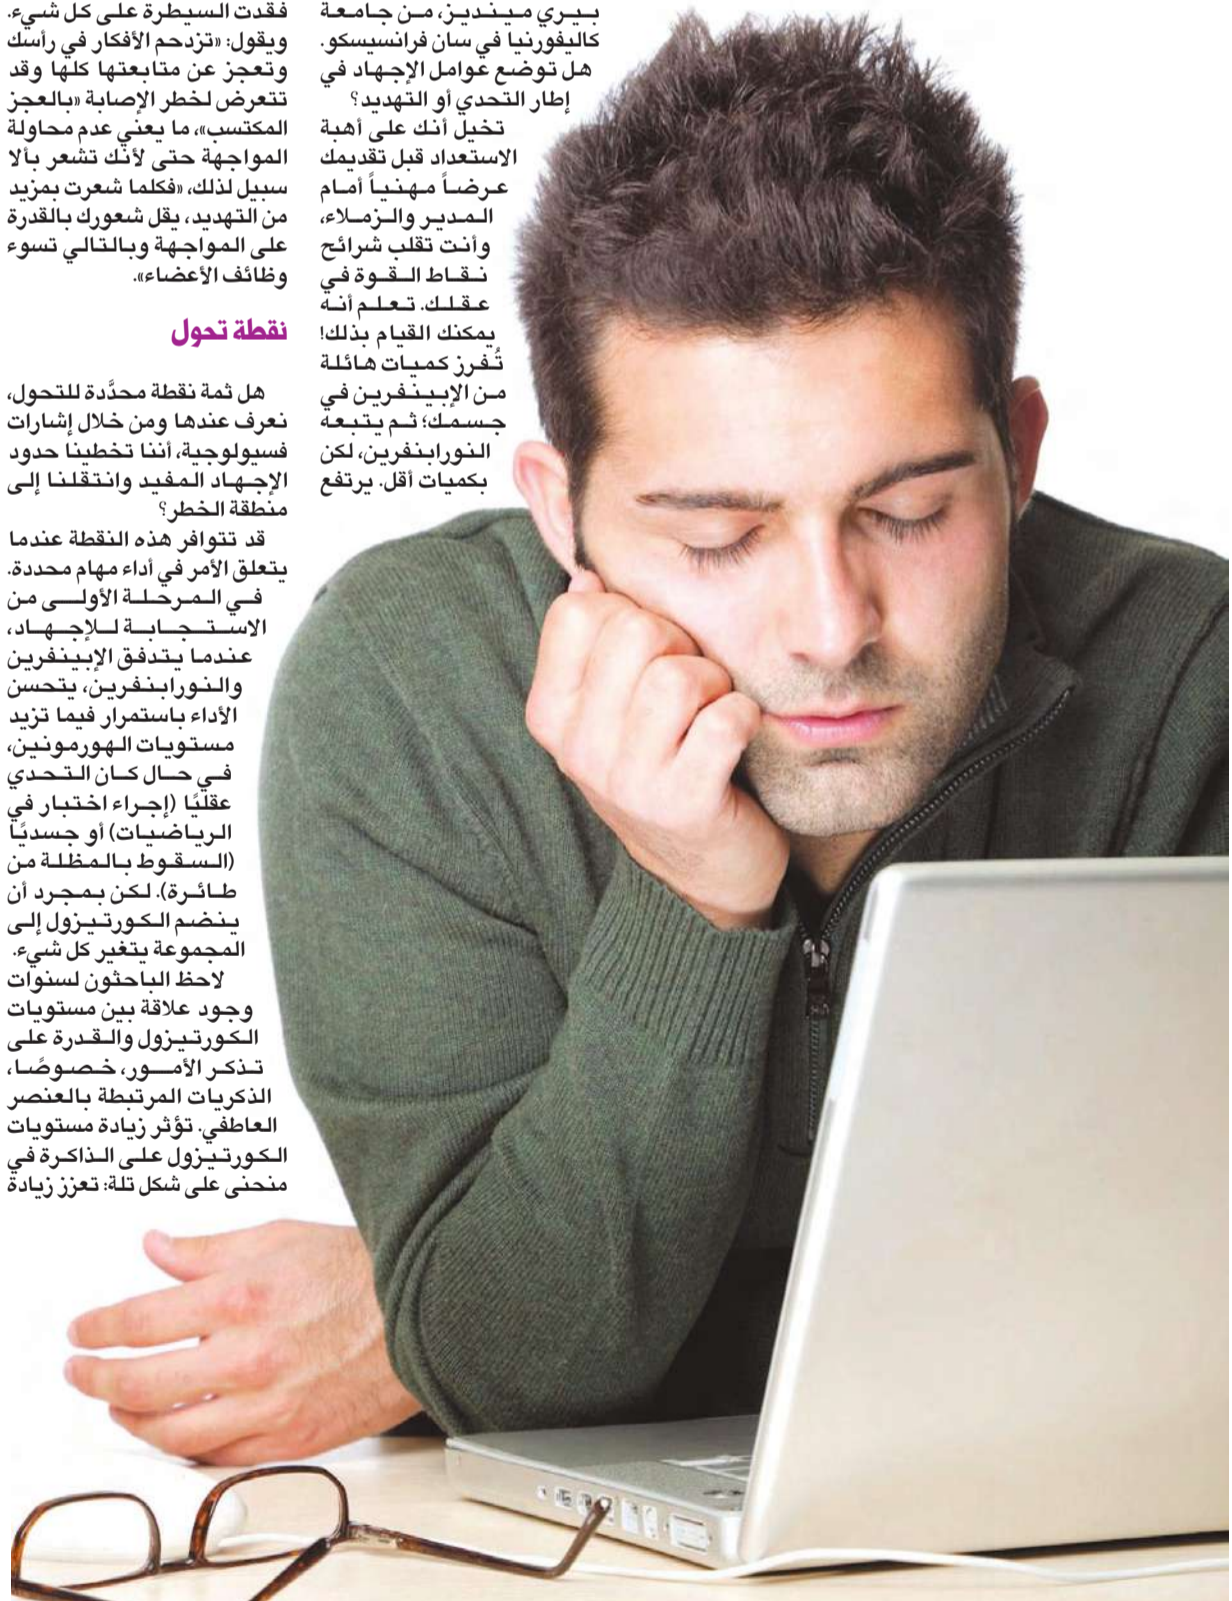 بيري مينديز، من جامعة
كاليفورنيا في سان فرانسيسكو.
هل توضع عوامل الإجهاد في
إطار التحدي أو التهديد؟
تخيل أنك على أهبة
الاستعداد قبل تقديمك
عرضاً مهنياً أمام
المدير والزملاء،
وأنت تقلب شرائح
نقاط القوة في
عقلك. تعلم أنه
يمكنك القيام بذلك!
تُفرز كميات هائلة
من الإبينفرين في
جسمك؛ ثم يتبعه
النورابنفرين، لكن
بكميات أقل. يرتفع
فقدت السيطرة على كل شيء.
ويقول: «تزدحم الأفكار في رأسك
وتعجز عن متابعتها كلها وقد
تتعرض لخطر الإصابة «بالعجز
المكتسب»، ما يعني عدم محاولة
المواجهة حتى لأنك تشعر بألا
سبيل لذلك، «فكلما شعرت بمزيد
من التهديد، يقل شعورك بالقدرة
على المواجهة وبالتالي تسوء
وظائف الأعضاء».
نقطة تحول
هل ثمة نقطة محدَّدة للتحول،
نعرف عندها ومن خلال إشارات
فسيولوجية، أننا تخطينا حدود
الإجهاد المفيد وانتقلنا إلى
منطقة الخطر؟
قد تتوافر هذه النقطة عندما
يتعلق الأمر في أداء مهام محددة.
في المرحلة الأولى من
الاستجابة للإجهاد،
عندما يتدفق الإبينفرين
والنورابنفرين، يتحسن
الأداء باستمرار فيما تزيد
مستويات الهورمونين،
في حال كان التحدي
عقليًا (إجراء اختبار في
الرياضيات) أو جسديًا
(السقوط بالمظلة من
طائرة). لكن بمجرد أن
ينضم الكورتيزول إلى
المجموعة يتغير كل شيء.
لاحظ الباحثون لسنوات
وجود علاقة بين مستويات
الكورتيزول والقدرة على
تذكر الأمور، خصوصًا،
الذكريات المرتبطة بالعنصر
العاطفي. تؤثر زيادة مستويات
الكورتيزول على الذاكرة في
منحنى على شكل تلة: تعزز زيادة